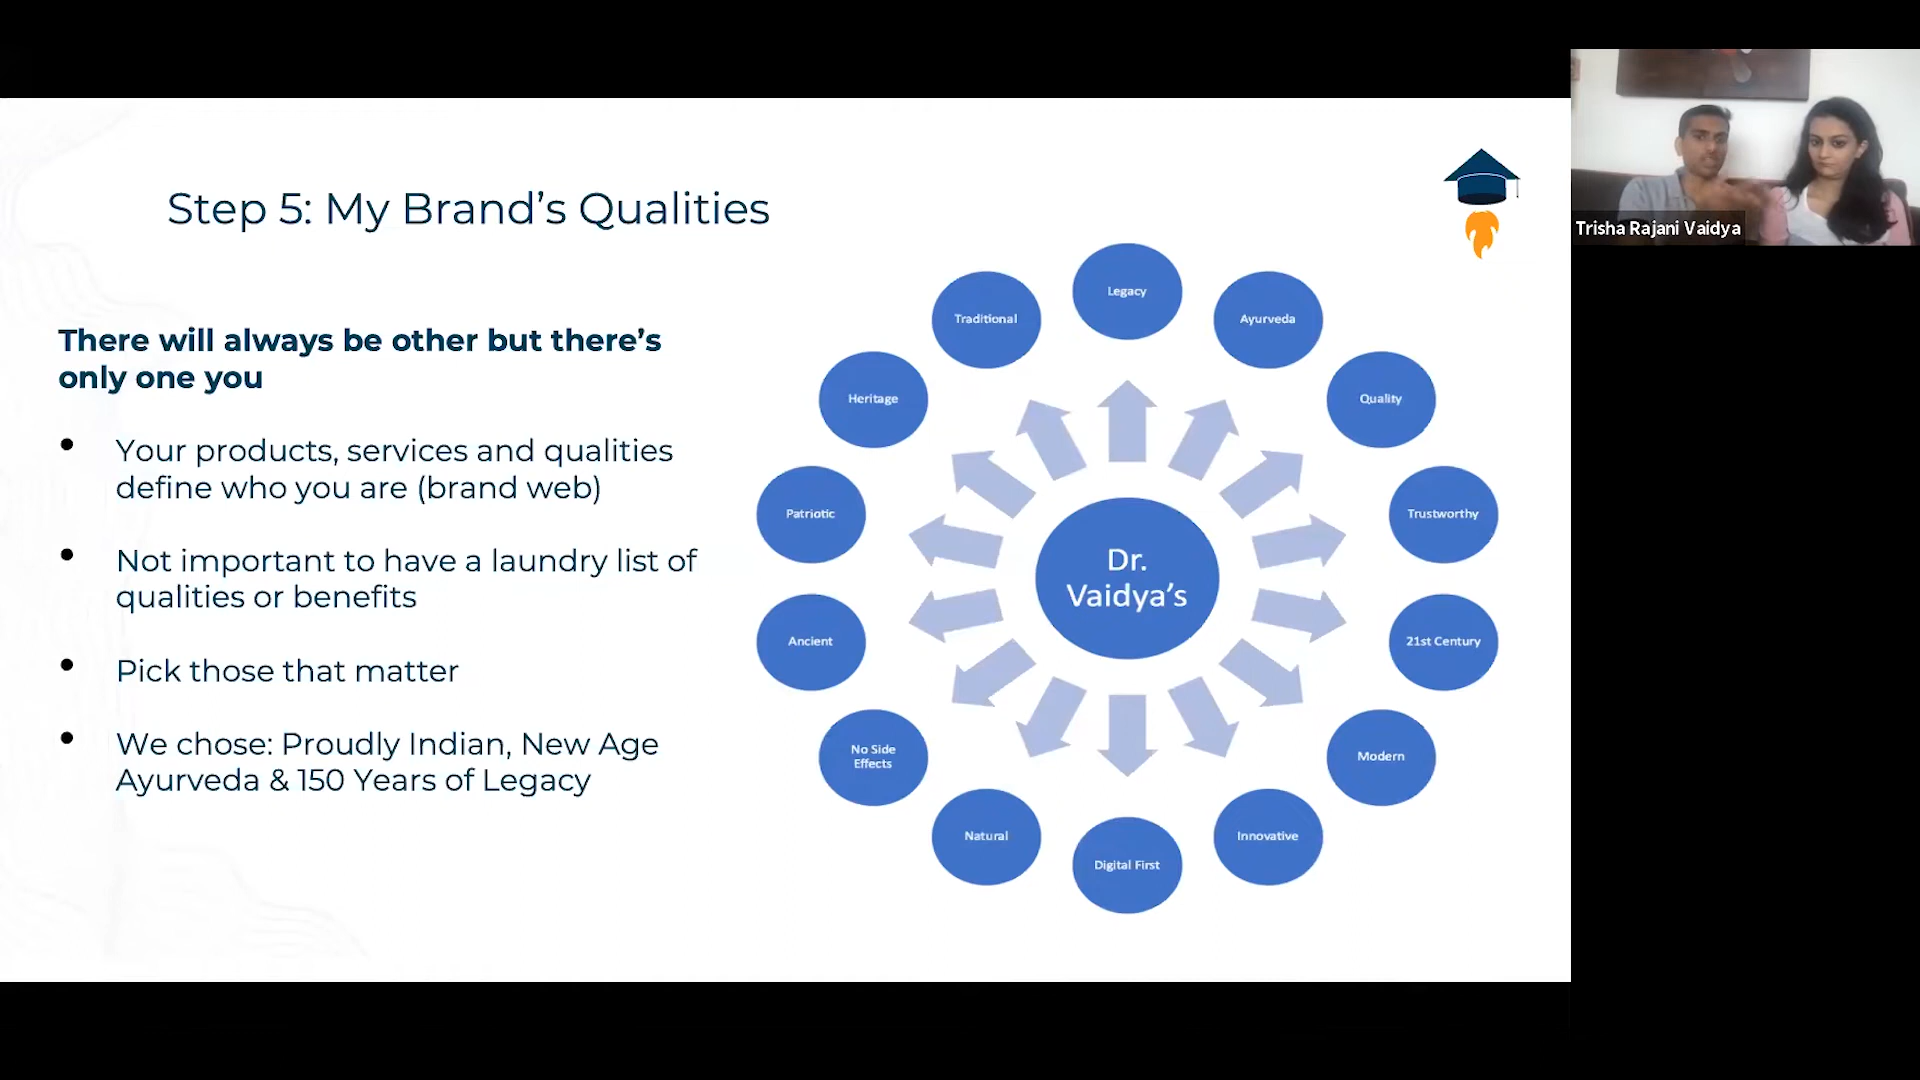 Step 5: My Brand's Qualities
There will always be other but there's
only one you
• Your products, services and qualities
define who you are (brand web)
• Not important to have a laundry list of
qualities or benefits
• Pick those that matter
• We chose: Proudly Indian, New Age
Ayurveda & 150 Years of Legacy
Dr.
Vaidya's
Legacy
Ayurveda
Quality
Trustworthy
21st Century
Modern
Innovative
Digital First
Natural
No Side
Effects
Ancient
Patriotic
Heritage
Traditional
Trisha Rajani Vaidya